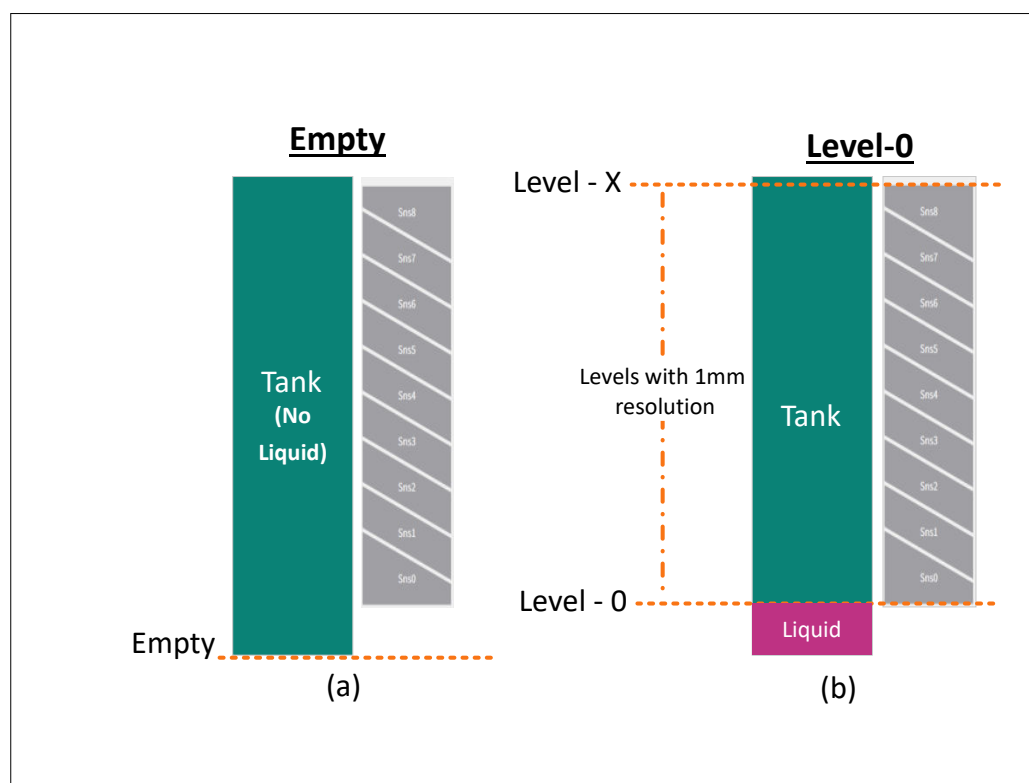 Empty
Sns8
Sns7
Sns6
Sns5
Sns4
Sns3
Sns2
Sns1
Sns0
Tank
(No
Liquid)
Empty
(a)
Level-0
Level - X
Sns8
Sns7
Sns6
Sns5
Sns4
Sns3
Sns2
Sns1
Sns0
Levels with 1mm
resolution
Tank
Level - 0
Liquid
(b)